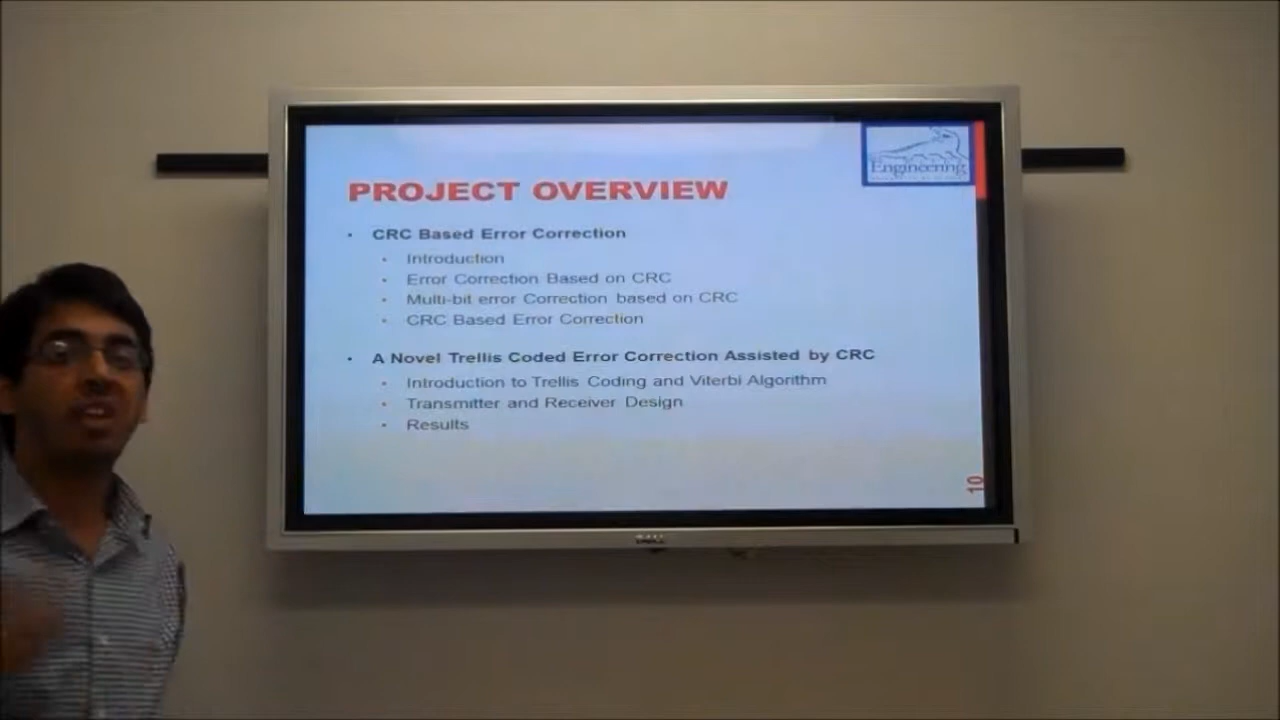 Engineering
PROJECT OVERVIEW
• CRC Based Error Correction
• Introduction
• Error Correction Based on CRC
• Multi-bit error Correction based on CRC
• CRC Based Error Correction
• A Novel Trellis Coded Error Correction Assisted by CRC
• Introduction to Trellis Coding and Viterbi Algorithm
• Transmitter and Receiver Design
• Results
10
DELL